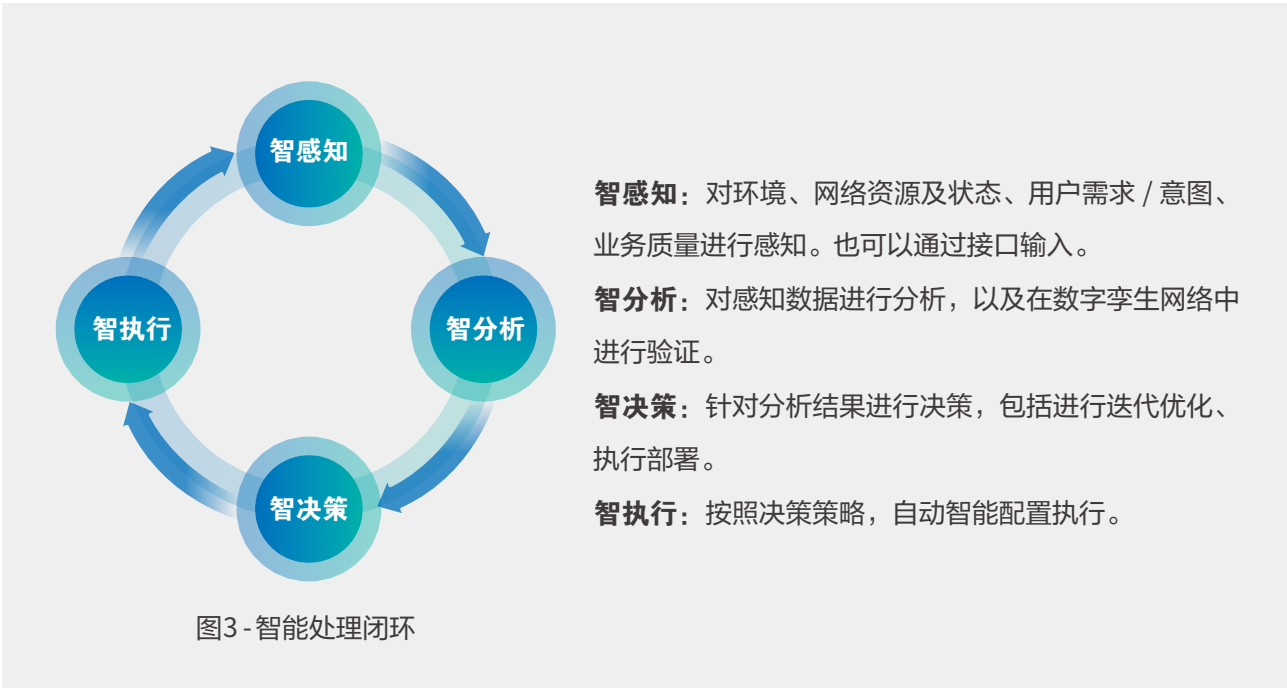 智感知
智执行
智分析
智决策
图3-智能处理闭环
智感知：对环境、网络资源及状态、用户需求 / 意图、
业务质量进行感知。也可以通过接口输入。
智分析：对感知数据进行分析，以及在数字孪生网络中
进行验证。
智决策：针对分析结果进行决策，包括进行迭代优化、
执行部署。
智执行：按照决策策略，自动智能配置执行。